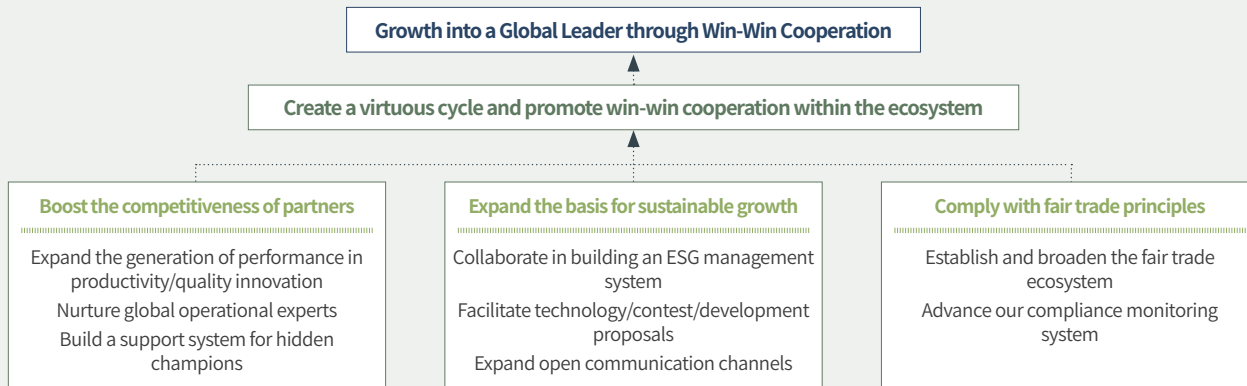 Growth into a Global Leader through Win-Win Cooperation
Create a virtuous cycle and promote win-win cooperation within the ecosystem
Boost the competitiveness of partners
Expand the generation of performance in
productivity/quality innovation
Nurture global operational experts
Build a support system for hidden
champions
Expand the basis for sustainable growth
Collaborate in building an ESG management
system
Facilitate technology/contest/development
proposals
Expand open communication channels
Comply with fair trade principles
Establish and broaden the fair trade
ecosystem
Advance our compliance monitoring
system